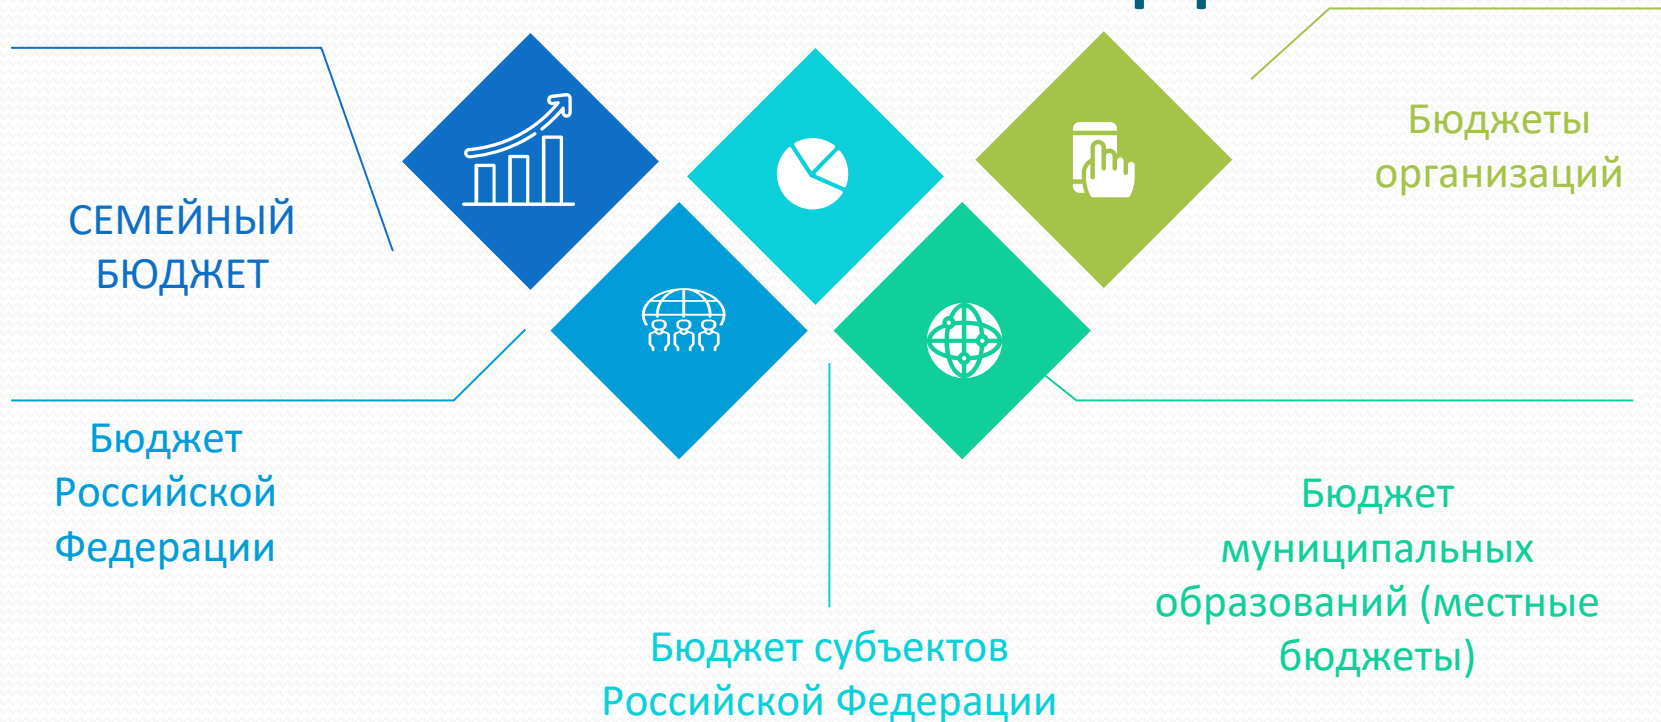 СЕМЕЙНЫЙ
БЮДЖЕТ
Бюджеты
организаций
Бюджет
Российской
Федерации
Бюджет субъектов
Российской Федерации
Бюджет
муниципальных
образований (местные
бюджеты)